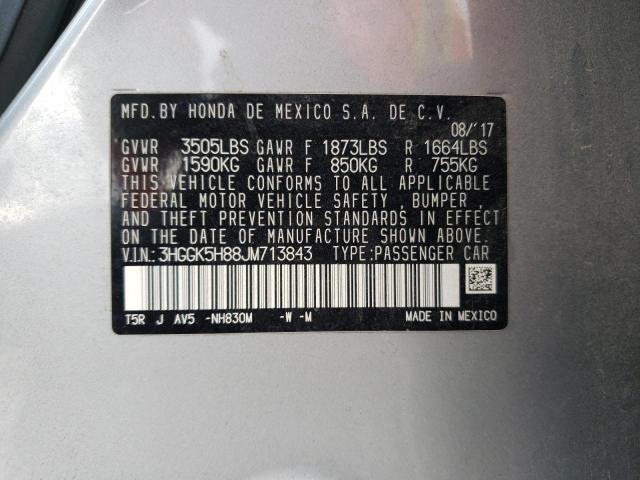 MFD.BY HONDA DE MEXICO S.A. DE C.V.
08/'17
GVWR 3505LBS GAWR F 1873LBS R 1664LBS
GVWR 1590KG GAWR F 850KG R 755KG
THIS VEHICLE CONFORMS TO ALL APPLICABLE
FEDERAL MOTOR VEHICLE SAFETY , BUMPER ,
AND THEFT PREVENTION STANDARDS IN EFFECT
ON THE DATE OF MANUFACTURE SHOWN ABOVE.
V.I.N.: 3HGGK5H88JM713843 TYPE:PASSENGER CAR
T5R J AV5 -NH830M -W -M MADE IN MEXICO